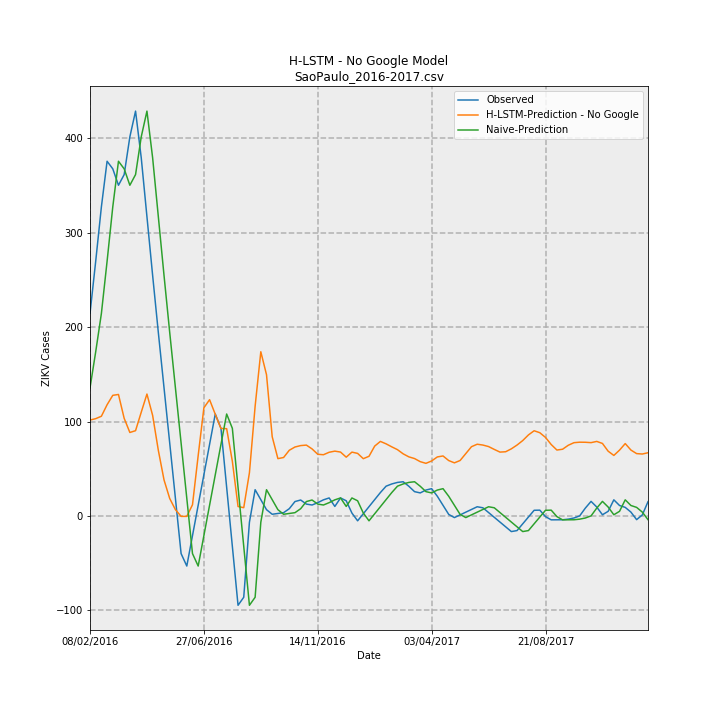 H-LSTM - No Google Model
SaoPaulo_2016-2017.csv
Observed
H-LSTM-Prediction - No Google
Naive-Prediction
400
300
200
100
0
−100
ZIKV Cases
08/02/2016
27/06/2016
14/11/2016
03/04/2017
21/08/2017
Date